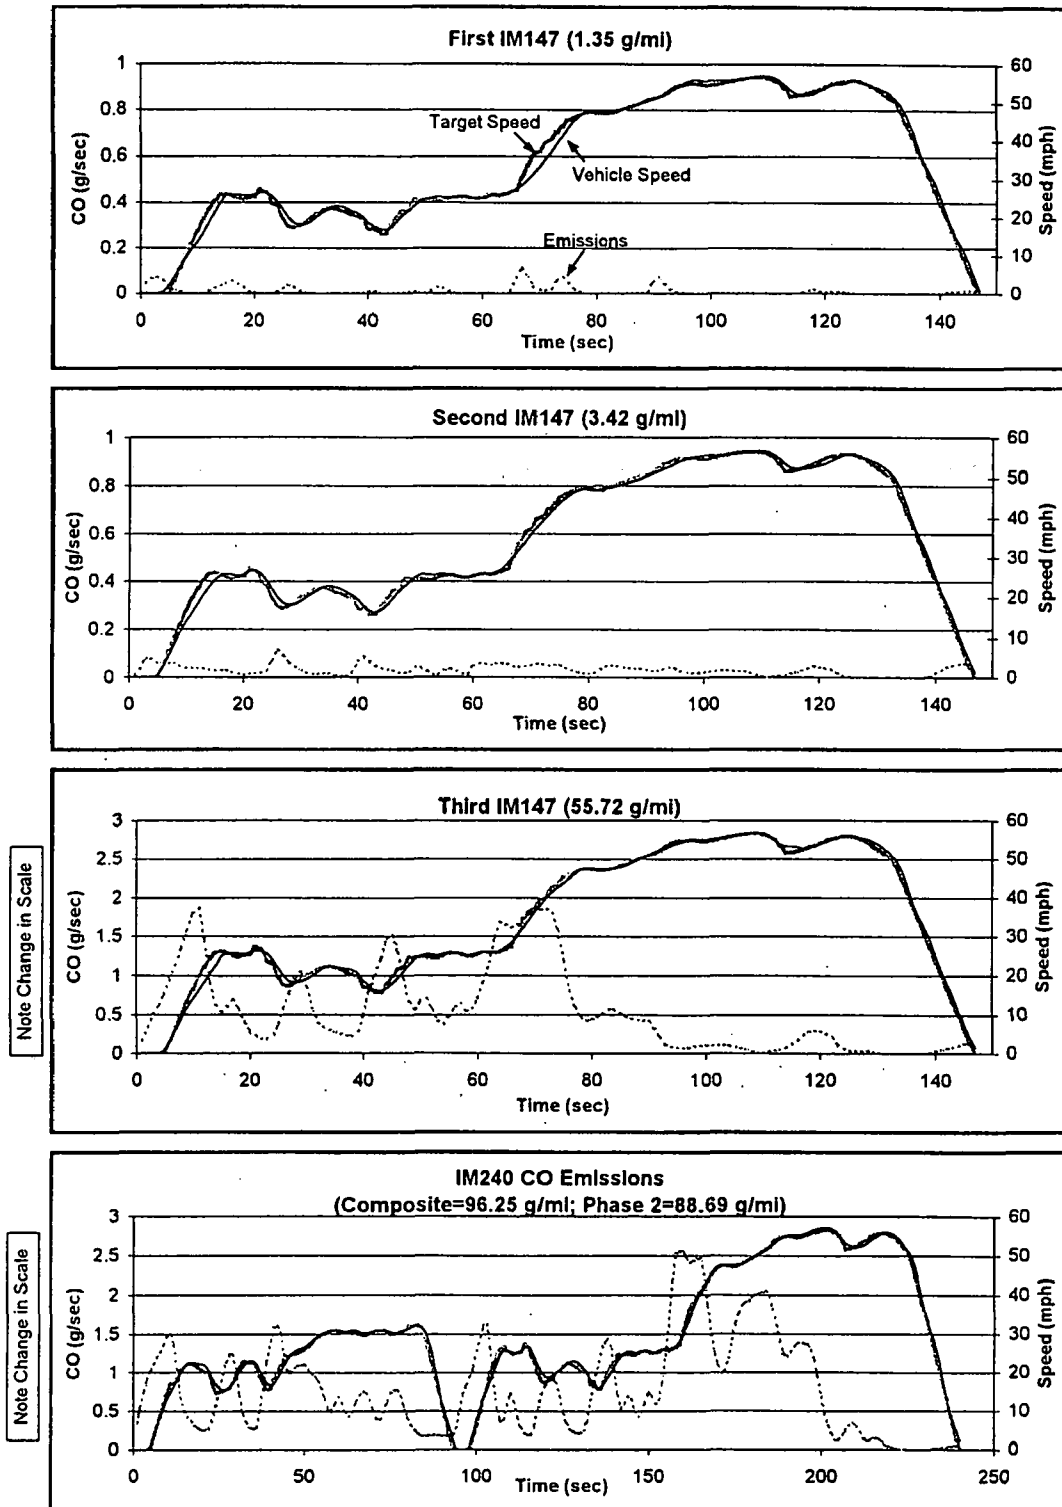 First IM147 (1.35 g/mi)
1
0.8
0.6
0.4
0.2
0
CO (g/sec)
60
50
40
30
20
10
0
Speed (mph)
Target Speed
Vehicle Speed
Emissions
0 20 40 60 80 100 120 140
Time (sec)
Second IM147 (3.42 g/mi)
1
0.8
0.6
0.4
0.2
0
CO (g/sec)
60
50
40
30
20
10
0
Speed (mph)
0 20 40 60 80 100 120 140
Time (sec)
Note Change in Scale
Third IM147 (55.72 g/mi)
3
2.5
2
1.5
1
0.5
0
CO (g/sec)
60
50
40
30
20
10
0
Speed (mph)
0 20 40 60 80 100 120 140
Time (sec)
Note Change in Scale
IM240 CO Emissions
(Composite=96.25 g/mi; Phase 2=88.69 g/mi)
3
2.5
2
1.5
1
0.5
0
CO (g/sec)
60
50
40
30
20
10
0
Speed (mph)
0 50 100 150 200 250
Time (sec)